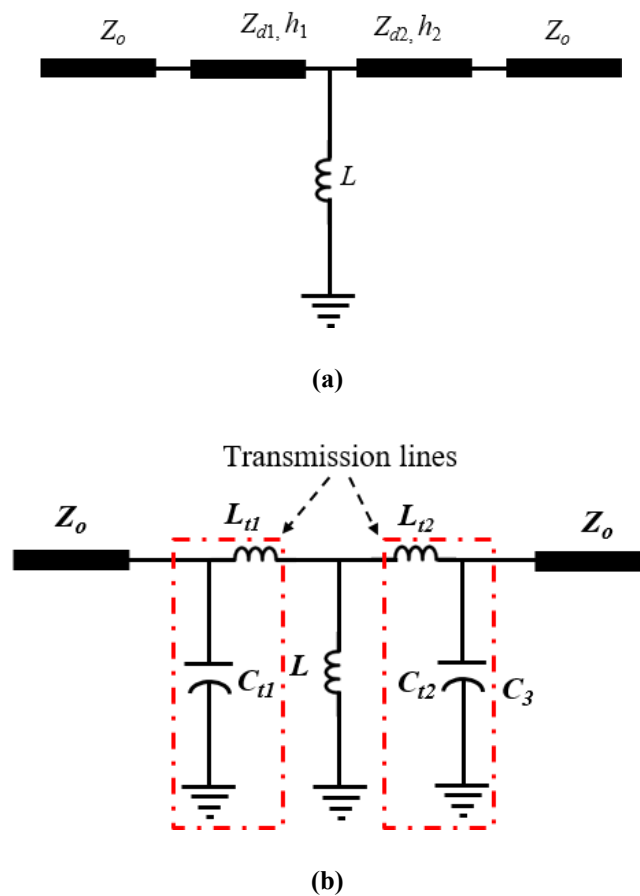 Zo Zd1, h1 Zd2, h2 Zo
L
(a)
Transmission lines
Zo Lt1 Lt2 Zo
Ct1 L Ct2 C3
(b)